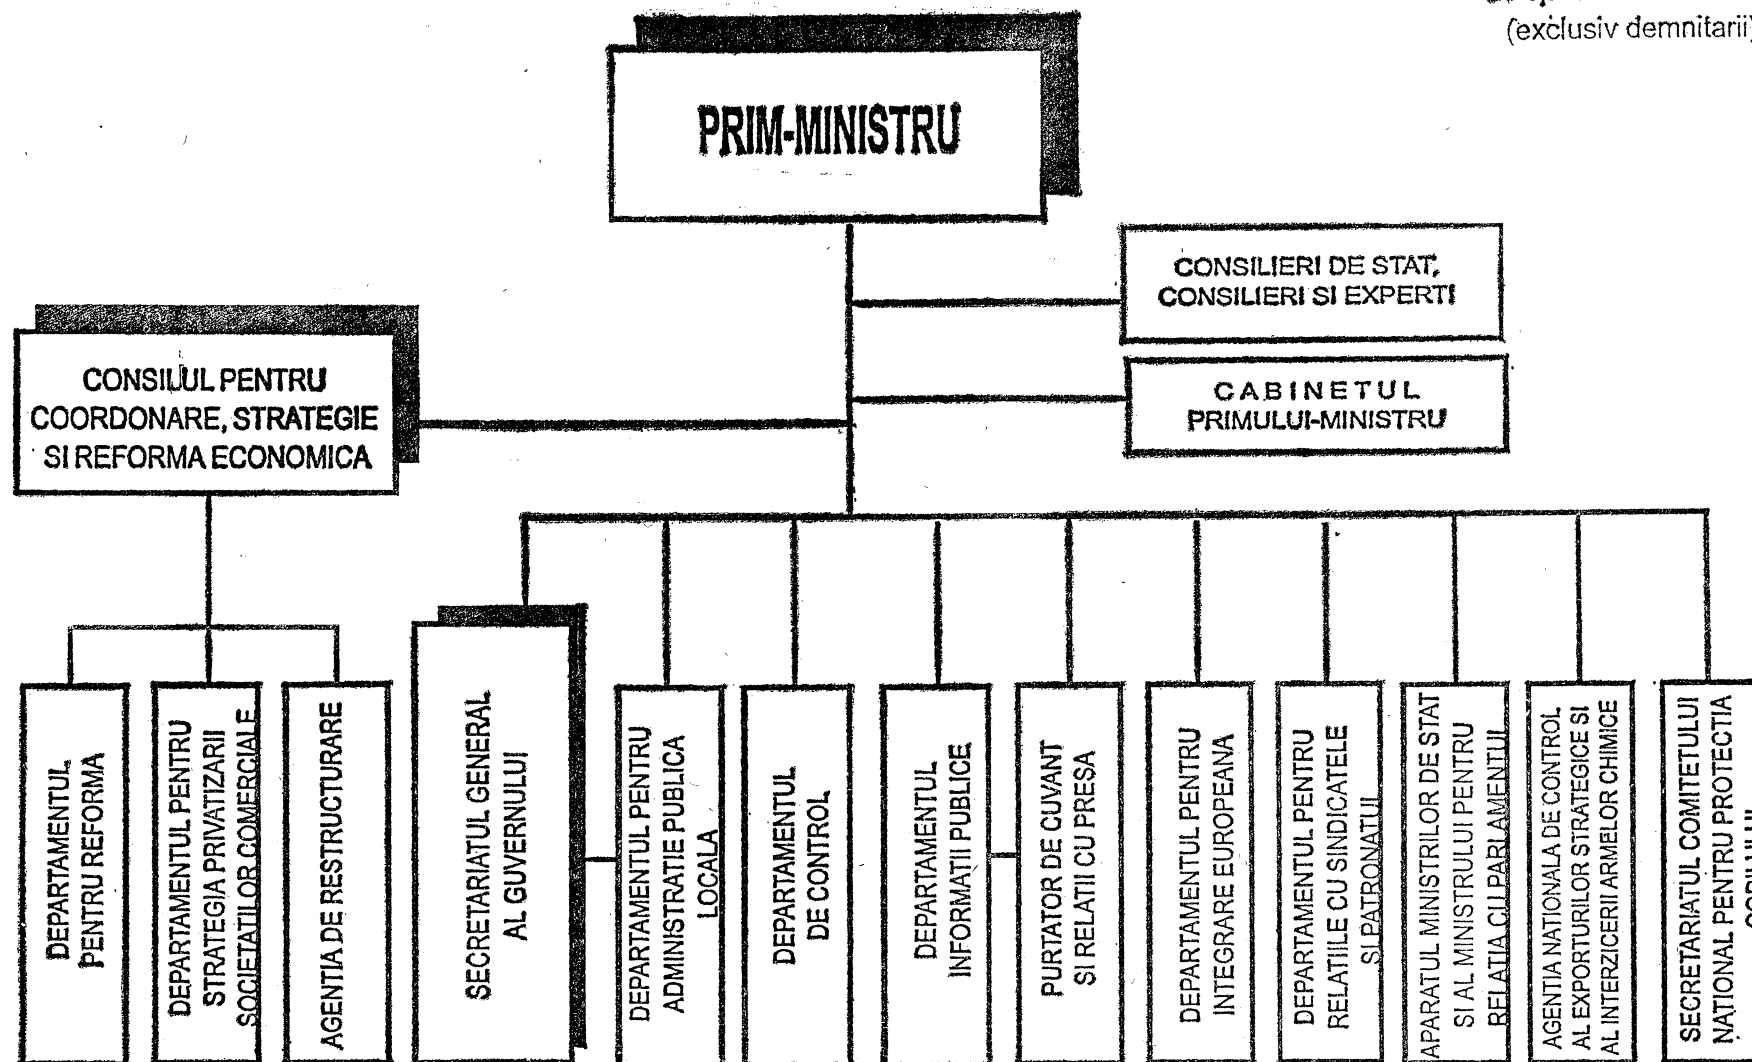 (exclusiv demnitarii)
PRIM-MINISTRU
CONSILIERI DE STAT,
CONSILIERI SI EXPERTI
CABINETUL
PRIMULUI-MINISTRU
CONSILIUL PENTRU
COORDONARE, STRATEGIE
SI REFORMA ECONOMICA
DEPARTAMENTUL
PENTRU REFORMA
DEPARTAMENTUL PENTRU
STRATEGIA PRIVATIZARII
SOCIETATILOR COMERCIALE
AGENTIA DE RESTRUCTURARE
SECRETARIATUL GENERAL
AL GUVERNULUI
DEPARTAMENTUL PENTRU
ADMINISTRATIE PUBLICA
LOCALA
DEPARTAMENTUL
DE CONTROL
DEPARTAMENTUL
INFORMATII PUBLICE
PURTATOR DE CUVANT
SI RELATII CU PRESA
DEPARTAMENTUL PENTRU
INTEGRARE EUROPEANA
DEPARTAMENTUL PENTRU
RELATIILE CU SINDICATELE
SI PATRONATUL
APARATUL MINISTRILOR DE STAT
SI AL MINISTRULUI PENTRU
RELATIA CU PARLAMENTUL
AGENTIA NATIONALA DE CONTROL
AL EXPORTURILOR STRATEGICE SI
AL INTERZICERII ARMELOR CHIMICE
SECRETARIATUL COMITETULUI
NATIONAL PENTRU PROTECTIA
COPILULUI